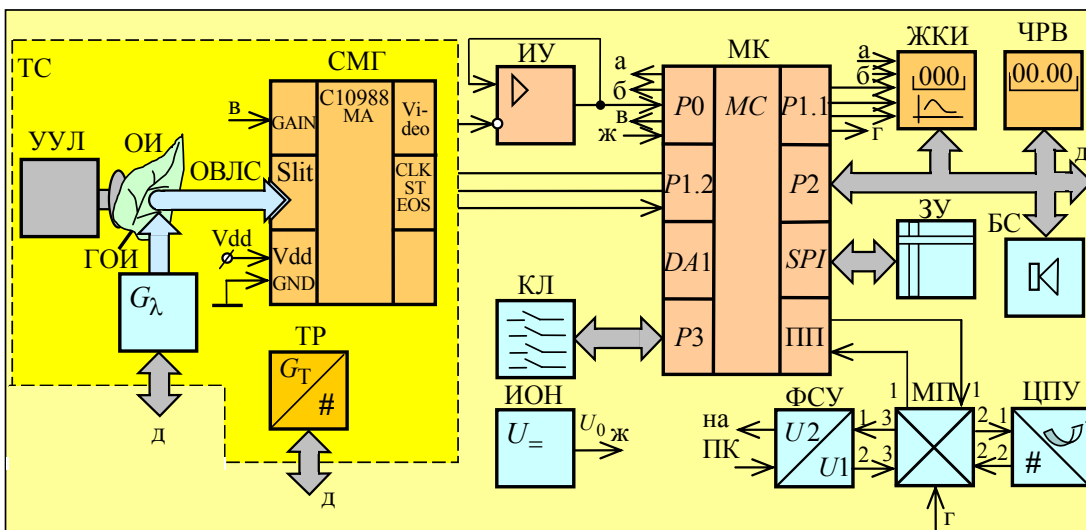 ТС
СМГ
ИУ
МК
ЖКИ
ЧРВ
C10988
MA
GAIN
Vi-
deo
в
а
б
в
ж
P0
MC
P1.1
а
б
г
000
00.00
УУЛ
ОИ
ОВЛС
Slit
CLK
ST
EOS
P1.2
P2
д
ГОИ
Vdd
Vdd
GND
DA1
SPI
ЗУ
БС
Gλ
КЛ
P3
ПП
ТР
GТ
#
д
д
ИОН
U=
U0
ж
на
ПК
ФСУ
U2
U1
1
3
2
3
МП
1
1
2
1
2
2
г
ЦПУ
#